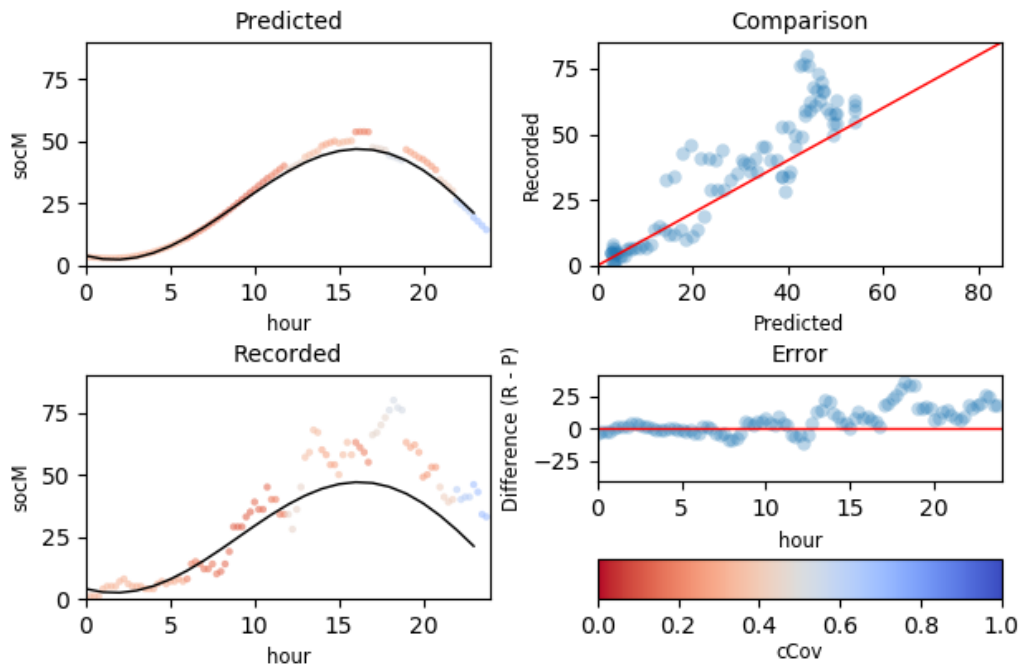 Predicted
75
50
25
0
socM
0 5 10 15 20
hour
Comparison
75
50
25
0
Recorded
0 20 40 60 80
Predicted
Recorded
75
50
25
0
socM
0 5 10 15 20
hour
Error
25
0
−25
Difference (R - P)
0 5 10 15 20
hour
0.0 0.2 0.4 0.6 0.8 1.0
cCov